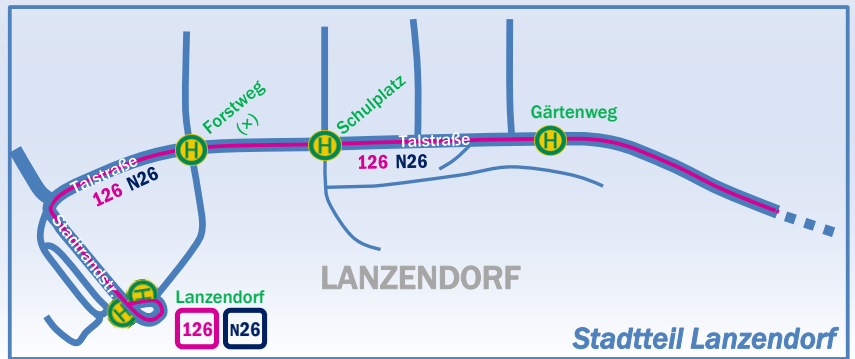 Forstweg
(x)
Schulplatz
Gärtenweg
H
H
H
Talstraße
Talstraße
126 N26
126 N26
Stadtrandstr.
H
H
Lanzendorf
126 N26
LANZENDORF
Stadtteil Lanzendorf